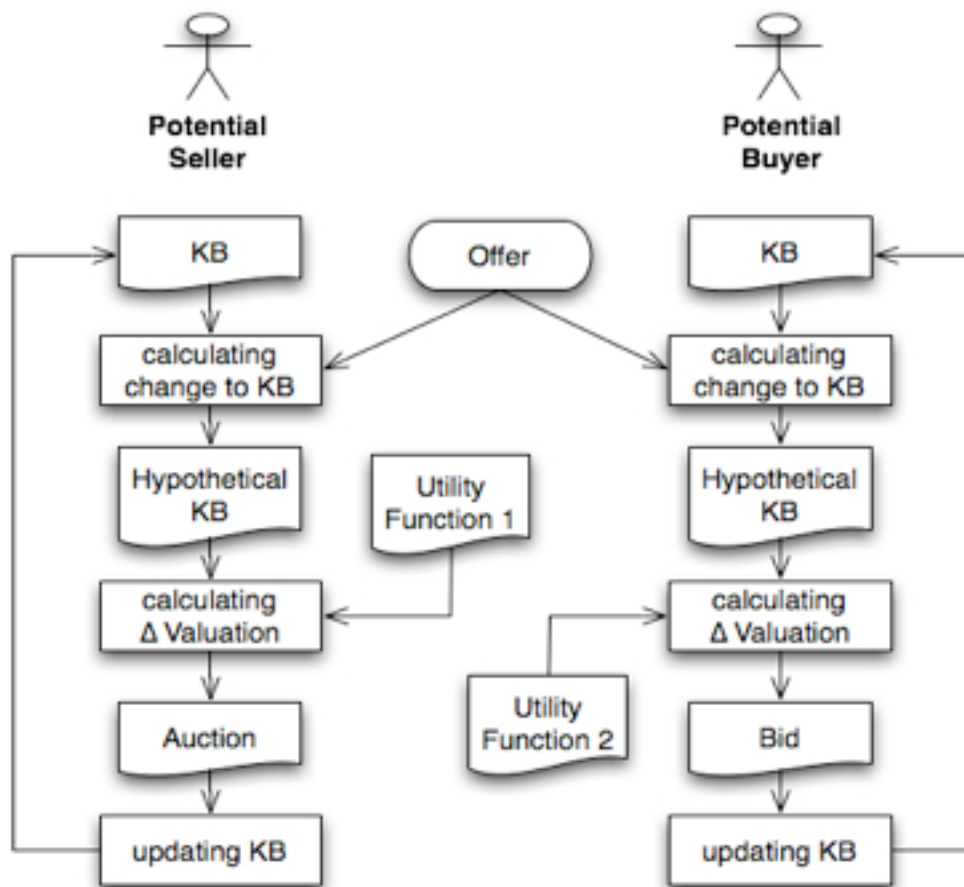 Potential
Seller
Potential
Buyer
KB
Offer
KB
calculating
change to KB
calculating
change to KB
Hypothetical
KB
Utility
Function 1
Hypothetical
KB
calculating
Δ Valuation
calculating
Δ Valuation
Auction
Utility
Function 2
Bid
updating KB
updating KB